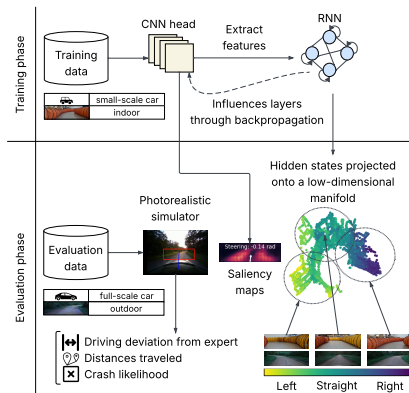 Training phase
Training
data
small-scale car
indoor
CNN head
Extract
features
RNN
Influences layers
through backpropagation
Evaluation phase
Evaluation
data
full-scale car
outdoor
Photorealistic
simulator
Steering: -0.14 rad
Saliency
maps
Hidden states projected
onto a low-dimensional
manifold
Driving deviation from expert
Distances traveled
Crash likelihood
Left Straight Right